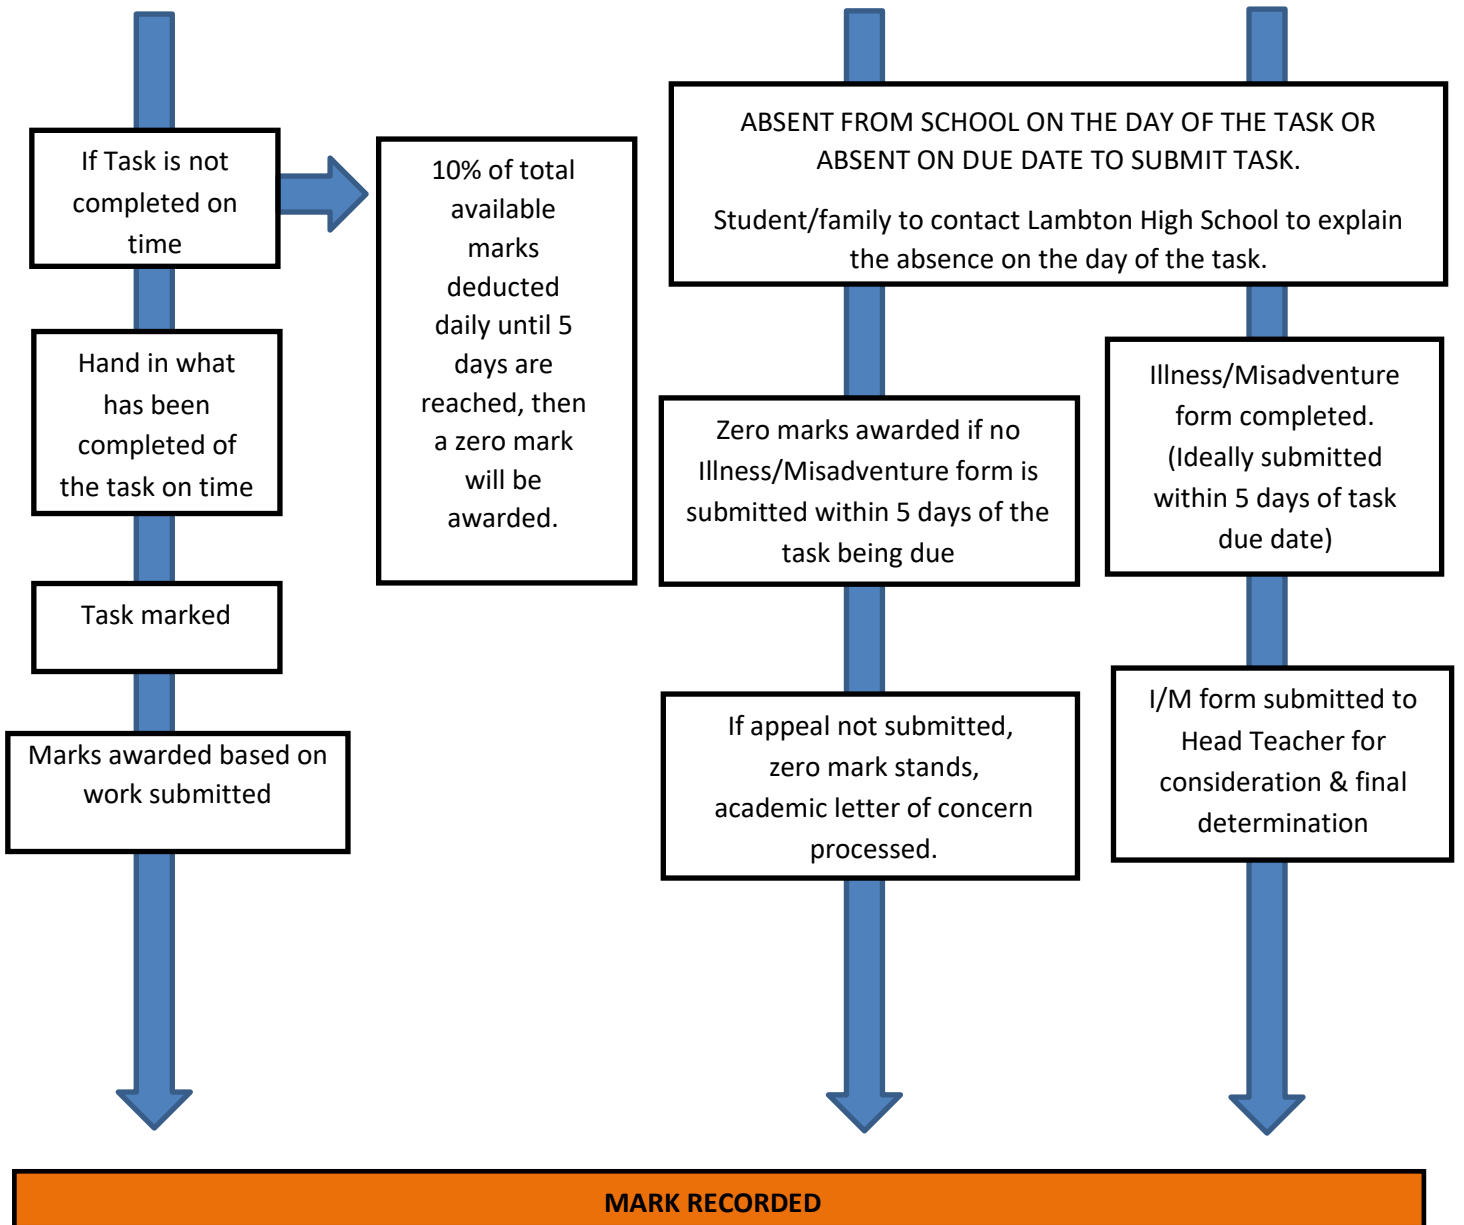 If Task is not
completed on
time
10% of total
available
marks
deducted
daily until 5
days are
reached, then
a zero mark
will be
awarded.
Hand in what
has been
completed of
the task on time
Task marked
Marks awarded based on
work submitted
ABSENT FROM SCHOOL ON THE DAY OF THE TASK OR
ABSENT ON DUE DATE TO SUBMIT TASK.
Student/family to contact Lambton High School to explain
the absence on the day of the task.
Zero marks awarded if no
Illness/Misadventure form is
submitted within 5 days of the
task being due
If appeal not submitted,
zero mark stands,
academic letter of concern
processed.
Illness/Misadventure
form completed.
(Ideally submitted
within 5 days of task
due date)
I/M form submitted to
Head Teacher for
consideration & final
determination
MARK RECORDED